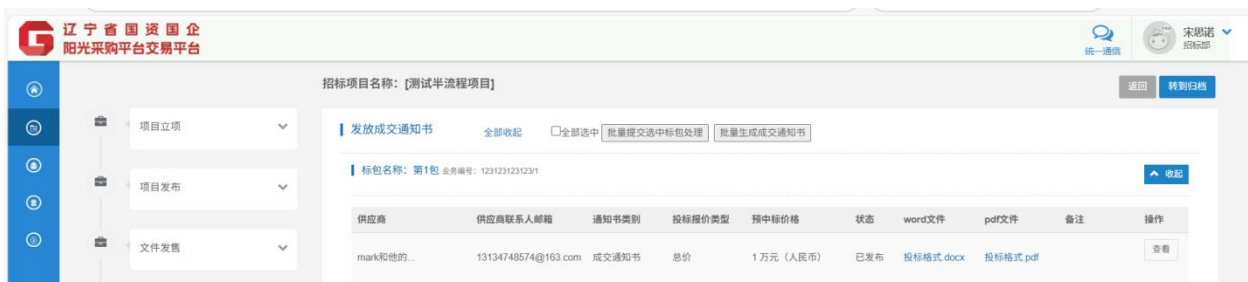 辽宁省国资国企
阳光采购平台交易平台
统一通信
宋思诺
招标部
招标项目名称：[测试半流程项目]
返回 转到归档
项目立项
项目发布
文件发售
发放成交通知书 全部收起 全部选中 批量提交选中标包处理 批量生成成交通知书
标包名称：第1包 业务编号：123123123123/1
收起
供应商 供应商联系人邮箱 通知书类别 投标报价类型 预中标价格 状态 word文件 pdf文件 备注 操作
mark和他的... 13134748574@163.com 成交通知书 总价 1万元（人民币） 已发布 投标格式.docx 投标格式.pdf 查看